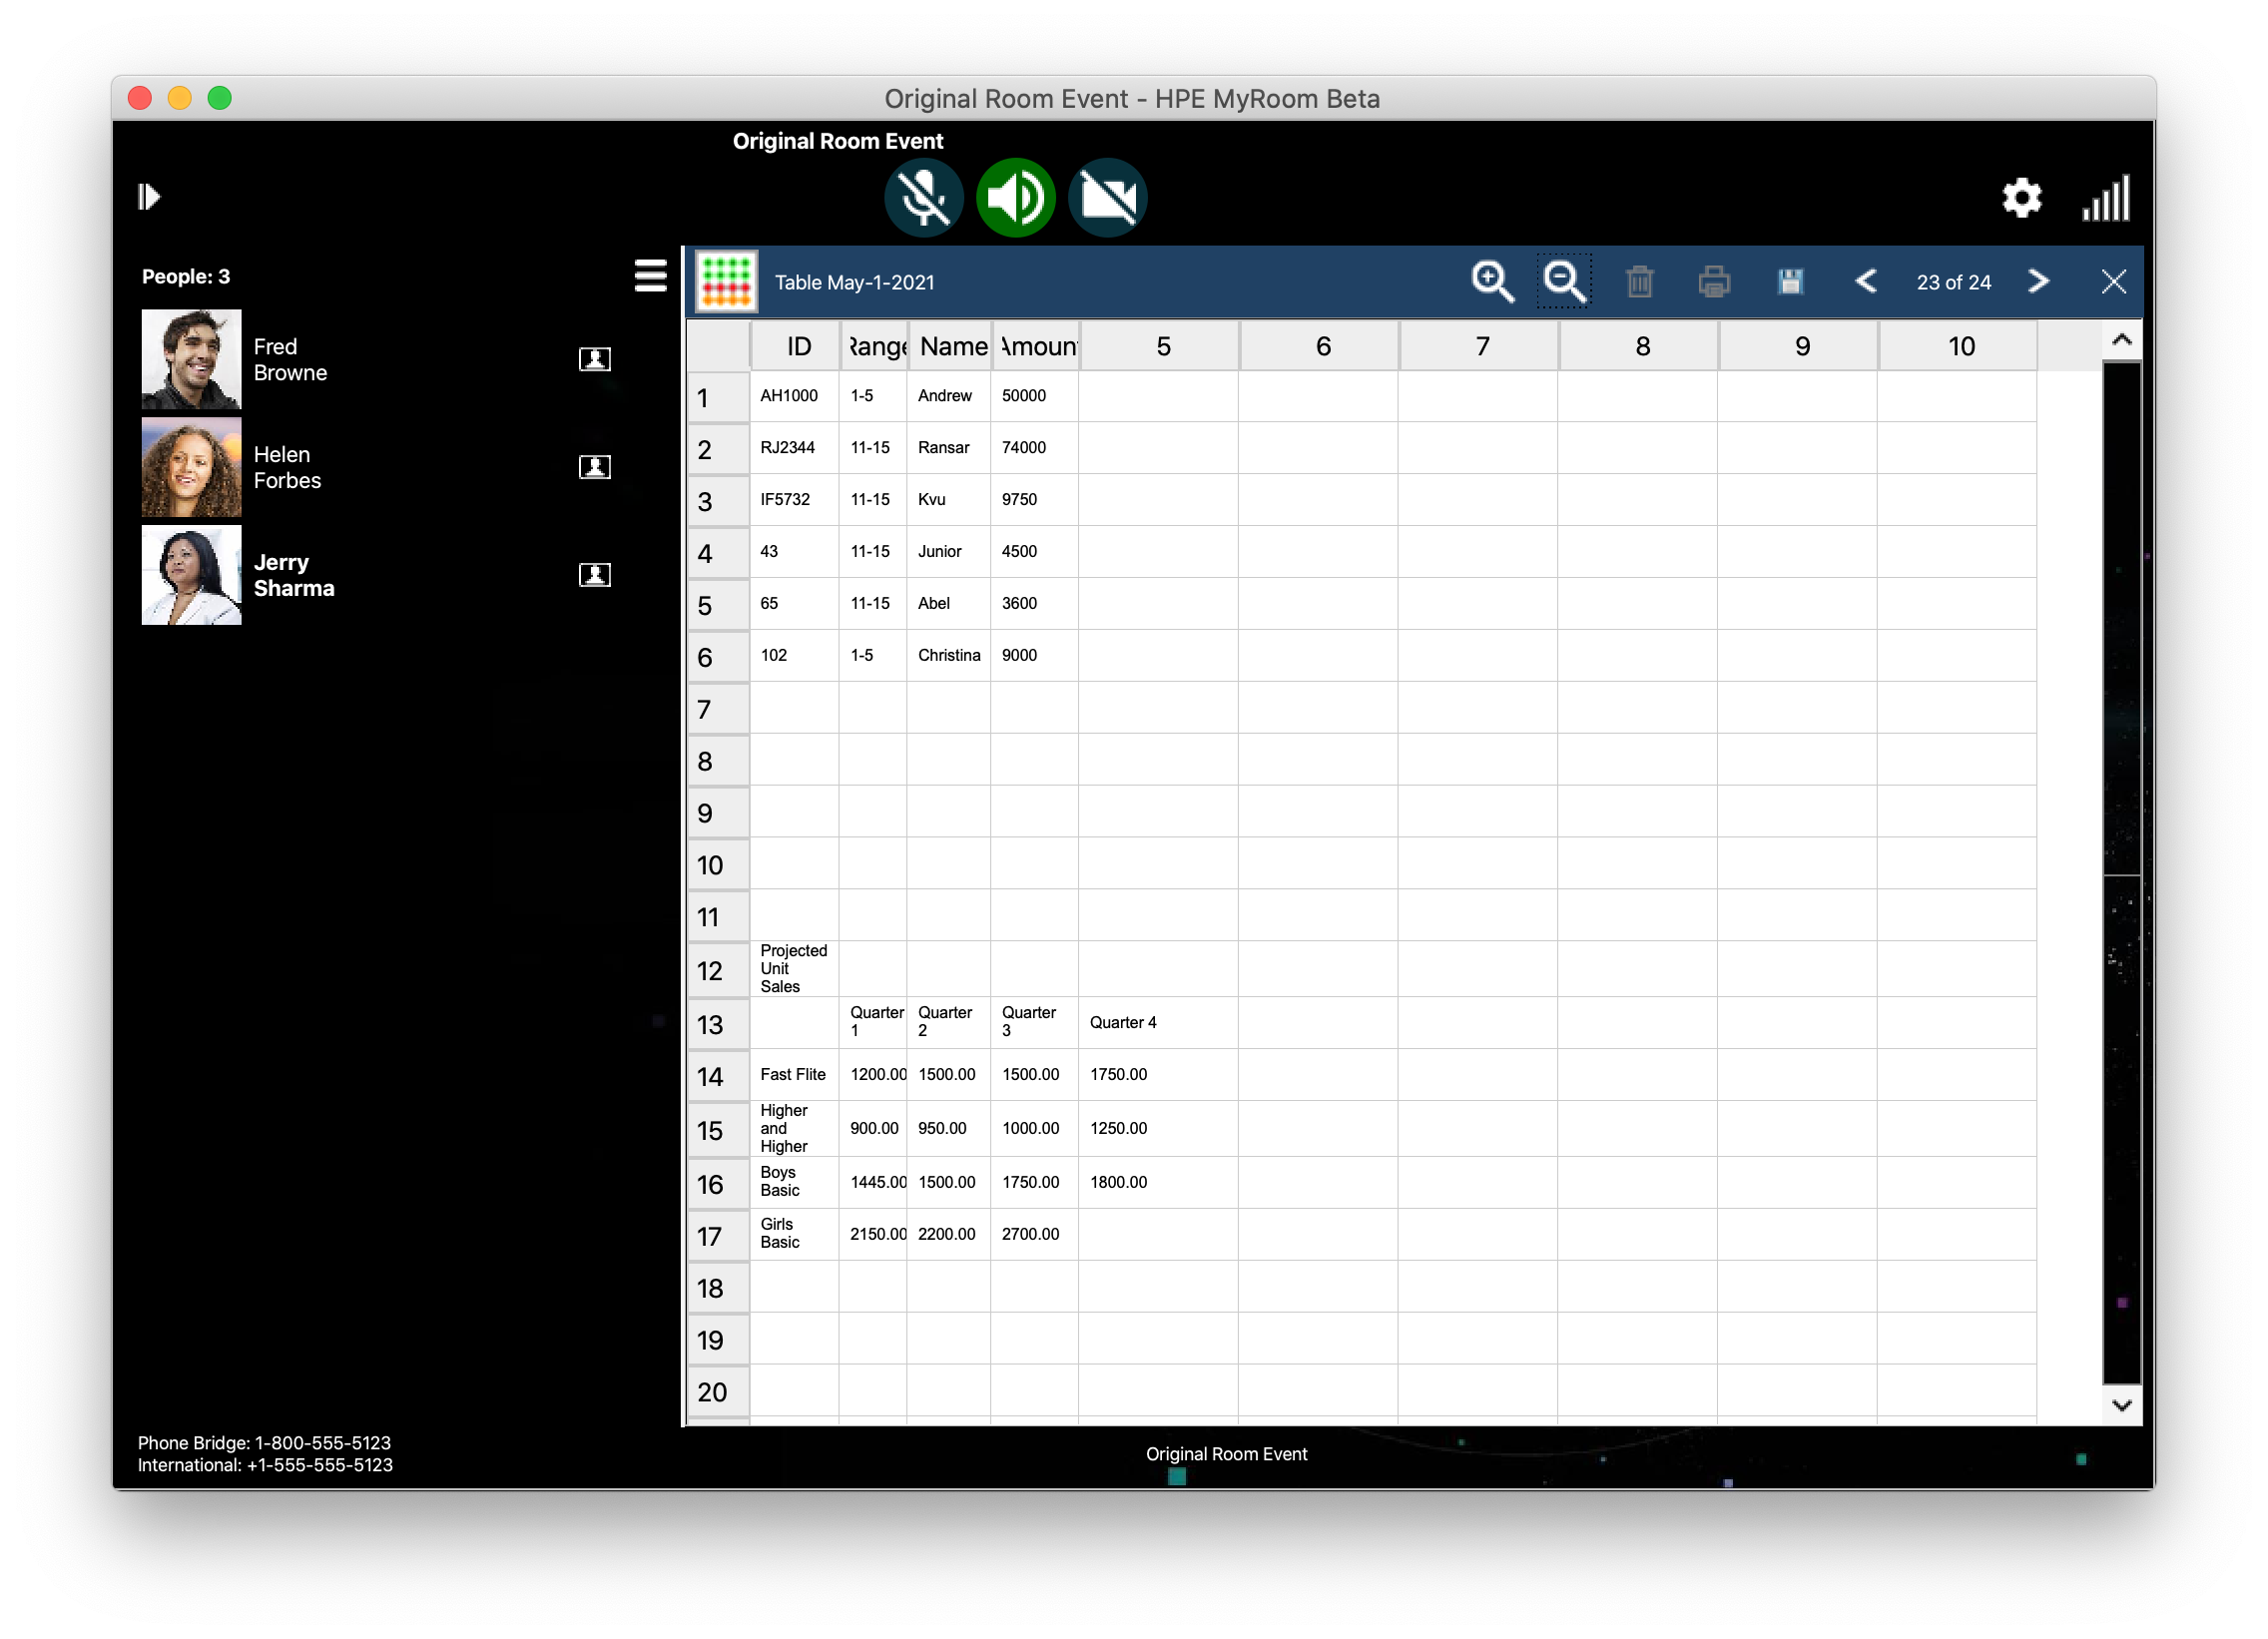 Original Room Event - HPE MyRoom Beta
Original Room Event
People: 3
Fred
Browne
Helen
Forbes
Jerry
Sharma
Table May-1-2021
23 of 24
ID Range Name Amount 5 6 7 8 9 10
1 AH1000 1-5 Andrew 50000
2 RJ2344 11-15 Ransar 74000
3 IF5732 11-15 Kvu 9750
4 43 11-15 Junior 4500
5 65 11-15 Abel 3600
6 102 1-5 Christina 9000
7
8
9
10
11
12 Projected
Unit
Sales
13 Quarter 1 Quarter 2 Quarter 3 Quarter 4
14 Fast Flite 1200.00 1500.00 1500.00 1750.00
15 Higher and Higher 900.00 950.00 1000.00 1250.00
16 Boys Basic 1445.00 1500.00 1750.00 1800.00
17 Girls Basic 2150.00 2200.00 2700.00
18
19
20
Phone Bridge: 1-800-555-5123
International: +1-555-555-5123
Original Room Event